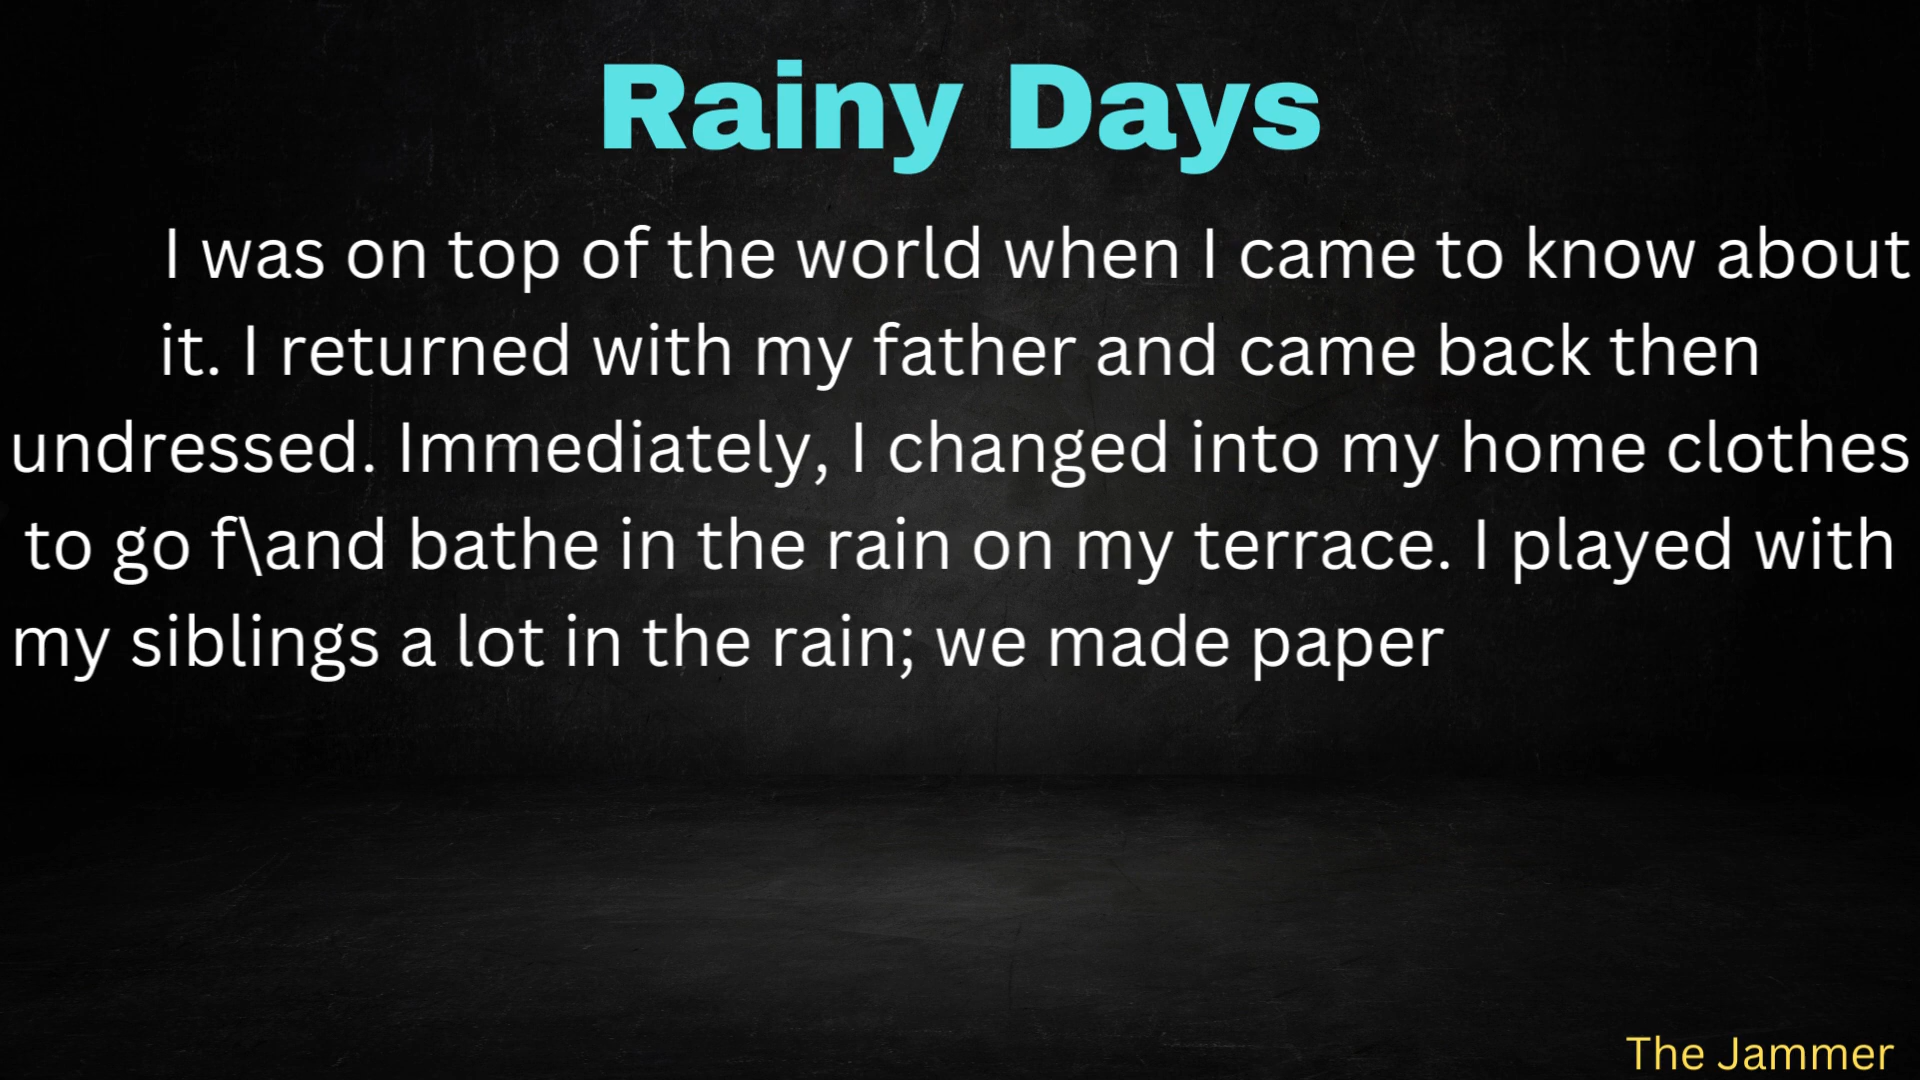 Rainy Days
I was on top of the world when I came to know about
it. I returned with my father and came back then
undressed. Immediately, I changed into my home clothes
to go f\and bathe in the rain on my terrace. I played with
my siblings a lot in the rain; we made paper
The Jammer